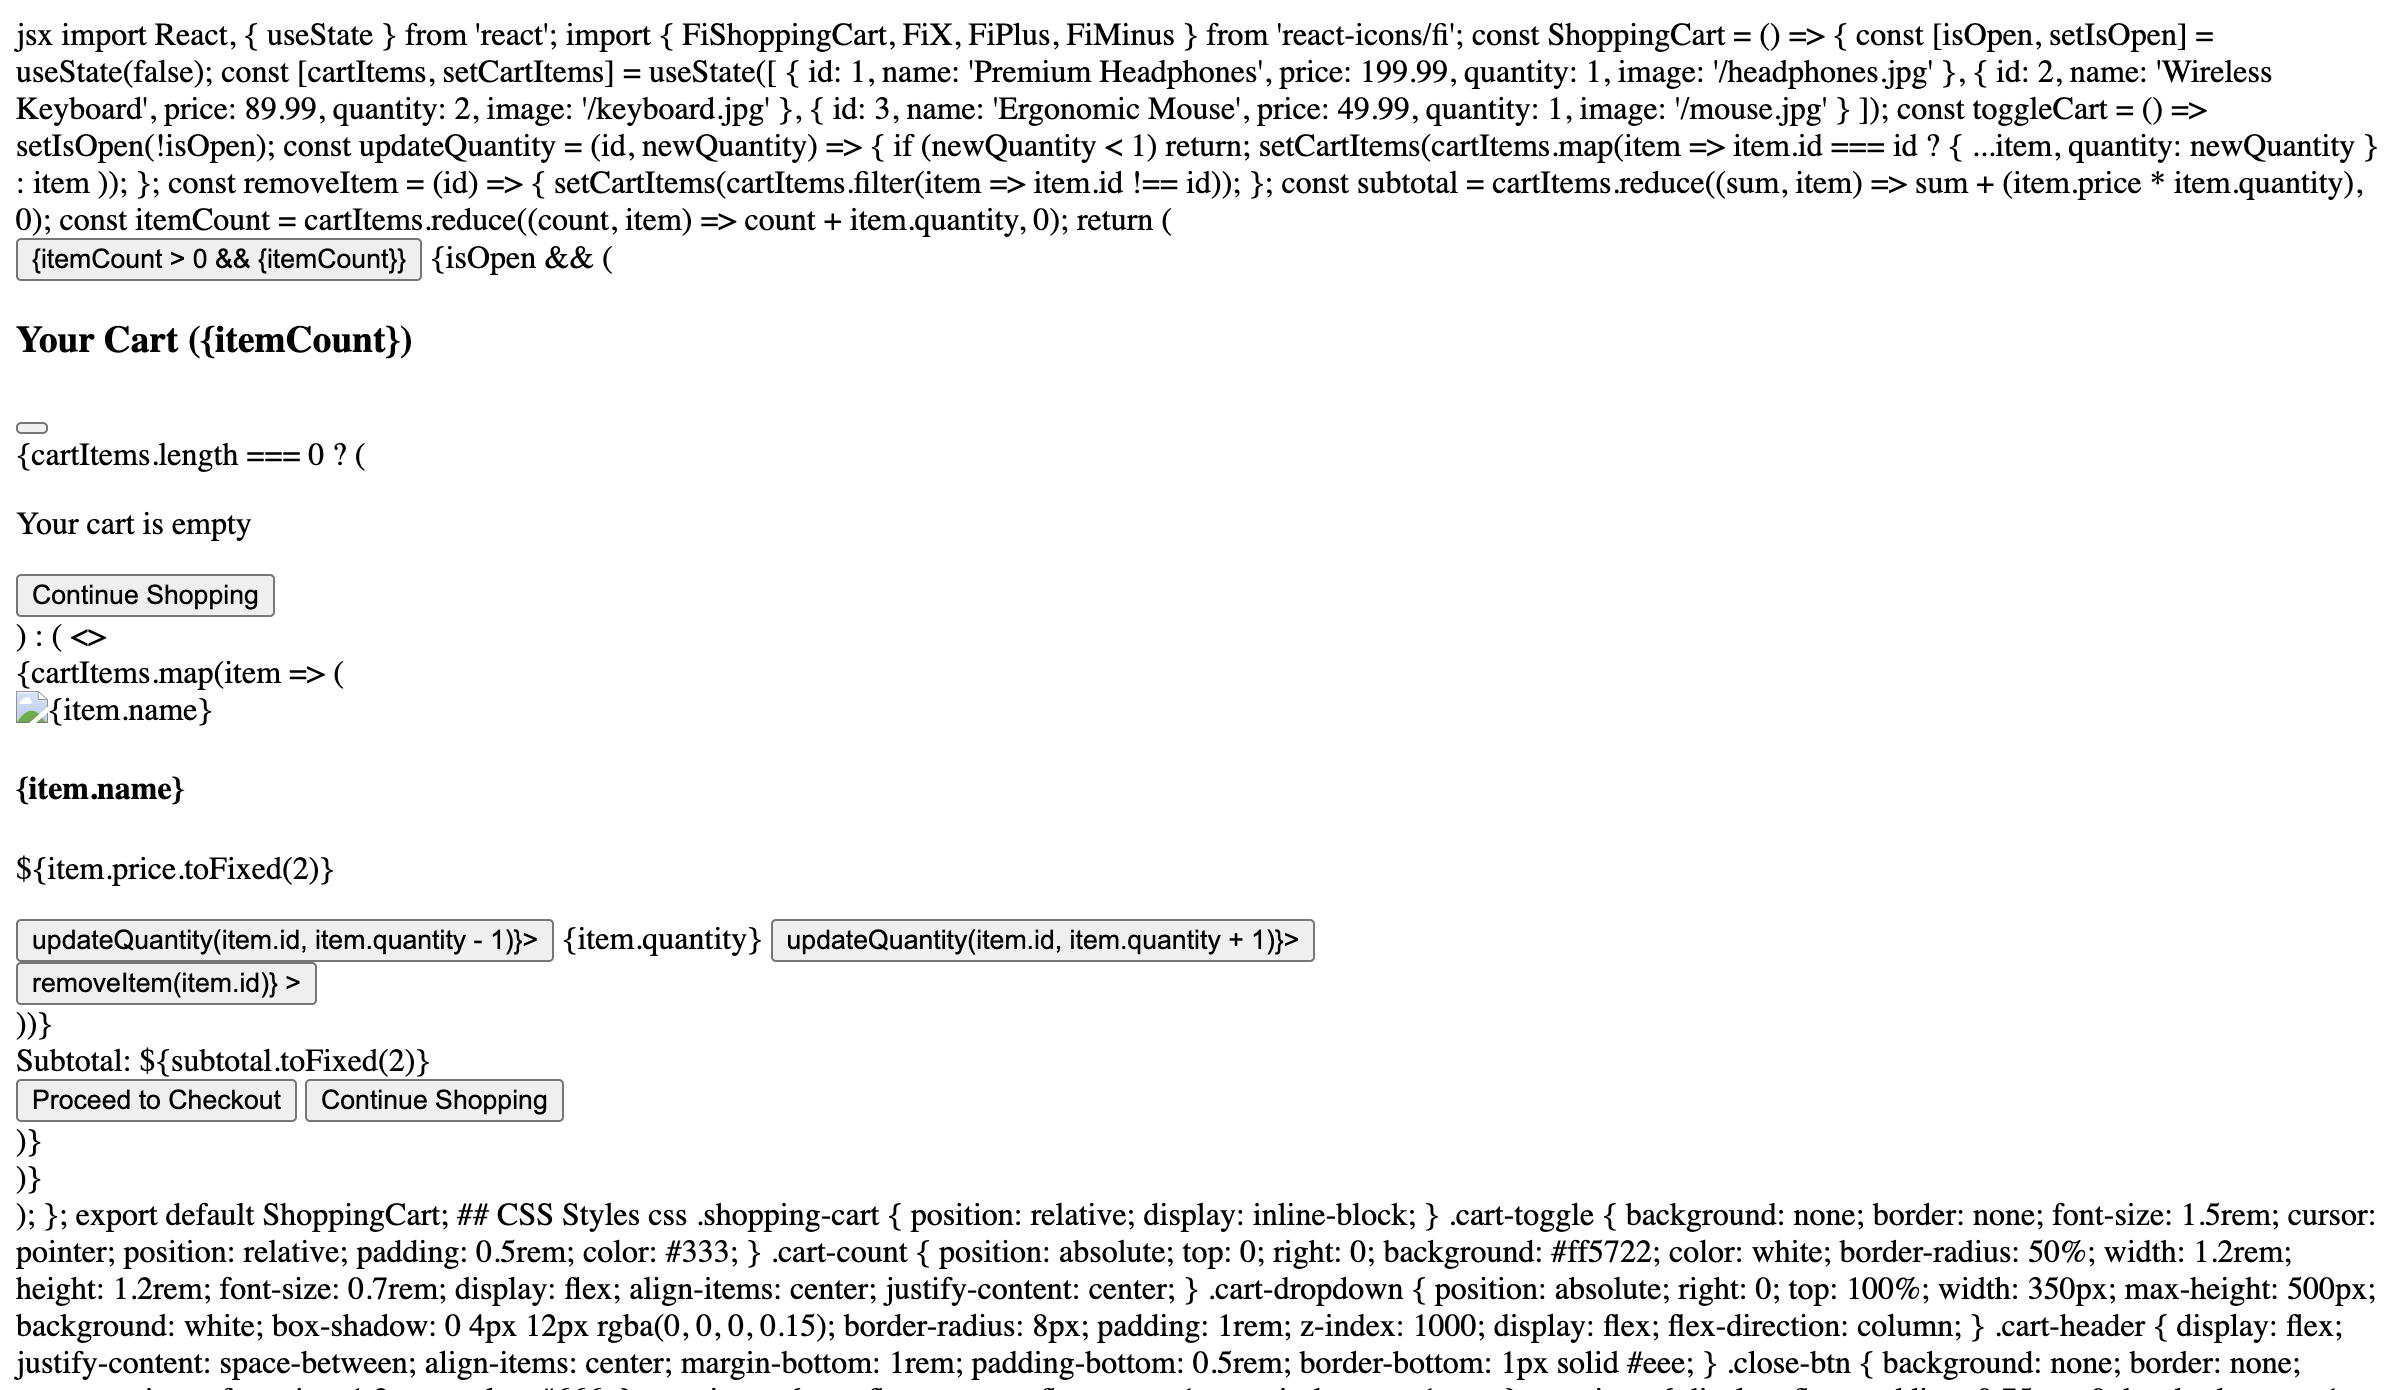 jsx import React, { useState } from 'react'; import { FiShoppingCart, FiX, FiPlus, FiMinus } from 'react-icons/fi'; const ShoppingCart = () => { const [isOpen, setIsOpen] =
useState(false); const [cartItems, setCartItems] = useState([ { id: 1, name: 'Premium Headphones', price: 199.99, quantity: 1, image: '/headphones.jpg' }, { id: 2, name: 'Wireless
Keyboard', price: 89.99, quantity: 2, image: '/keyboard.jpg' }, { id: 3, name: 'Ergonomic Mouse', price: 49.99, quantity: 1, image: '/mouse.jpg' } ]); const toggleCart = () =>
setIsOpen(!isOpen); const updateQuantity = (id, newQuantity) => { if (newQuantity < 1) return; setCartItems(cartItems.map(item => item.id === id ? { ...item, quantity: newQuantity }
: item )); }; const removeItem = (id) => { setCartItems(cartItems.filter(item => item.id !== id)); }; const subtotal = cartItems.reduce((sum, item) => sum + (item.price * item.quantity),
0); const itemCount = cartItems.reduce((count, item) => count + item.quantity, 0); return (
{itemCount > 0 && {itemCount}} {isOpen && (
Your Cart ({itemCount})
{cartItems.length === 0 ? (
Your cart is empty
Continue Shopping
) : ( <>
{cartItems.map(item => (
{item.name}
{item.name}
${item.price.toFixed(2)}
updateQuantity(item.id, item.quantity - 1)}> {item.quantity} updateQuantity(item.id, item.quantity + 1)}>
removeItem(item.id)} >
))}
Subtotal: ${subtotal.toFixed(2)}
Proceed to Checkout Continue Shopping
)}
)}
); }; export default ShoppingCart; ## CSS Styles css .shopping-cart { position: relative; display: inline-block; } .cart-toggle { background: none; border: none; font-size: 1.5rem; cursor:
pointer; position: relative; padding: 0.5rem; color: #333; } .cart-count { position: absolute; top: 0; right: 0; background: #ff5722; color: white; border-radius: 50%; width: 1.2rem;
height: 1.2rem; font-size: 0.7rem; display: flex; align-items: center; justify-content: center; } .cart-dropdown { position: absolute; right: 0; top: 100%; width: 350px; max-height: 500px;
background: white; box-shadow: 0 4px 12px rgba(0, 0, 0, 0.15); border-radius: 8px; padding: 1rem; z-index: 1000; display: flex; flex-direction: column; } .cart-header { display: flex;
justify-content: space-between; align-items: center; margin-bottom: 1rem; padding-bottom: 0.5rem; border-bottom: 1px solid #eee; } .close-btn { background: none; border: none;